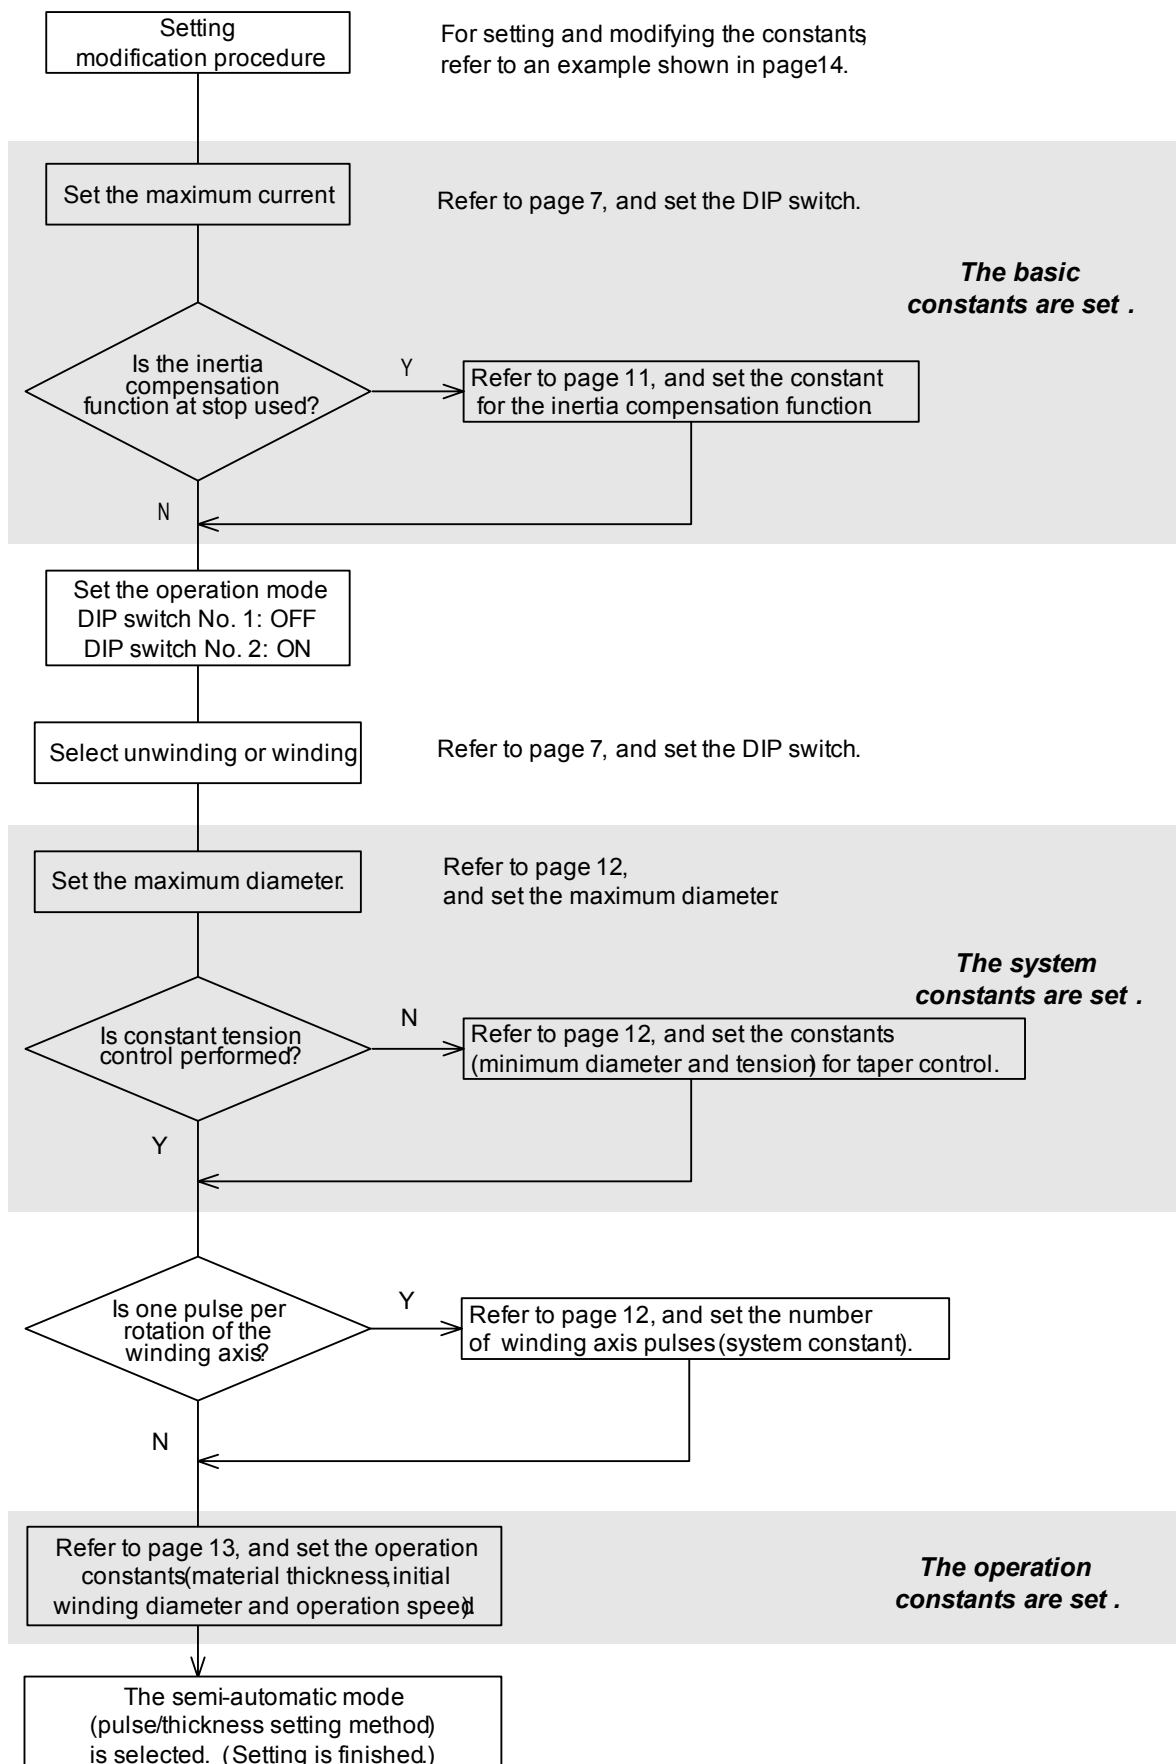 Setting
modification procedure
For setting and modifying the constants,
refer to an example shown in page14.
Set the maximum current
Refer to page 7, and set the DIP switch.
The basic
constants are set .
Is the inertia
compensation
function at stop used?
Y
Refer to page 11, and set the constant
for the inertia compensation function.
N
Set the operation mode
DIP switch No. 1: OFF
DIP switch No. 2: ON
Select unwinding or winding
Refer to page 7, and set the DIP switch.
Set the maximum diameter.
Refer to page 12,
and set the maximum diameter.
The system
constants are set .
Is constant tension
control performed?
N
Refer to page 12, and set the constants
(minimum diameter and tension) for taper control.
Y
Is one pulse per
rotation of the
winding axis?
Y
Refer to page 12, and set the number
of winding axis pulses (system constant).
N
Refer to page 13, and set the operation
constants(material thickness,initial
winding diameter and operation speed)
The operation
constants are set .
The semi-automatic mode
(pulse/thickness setting method)
is selected. (Setting is finished.)